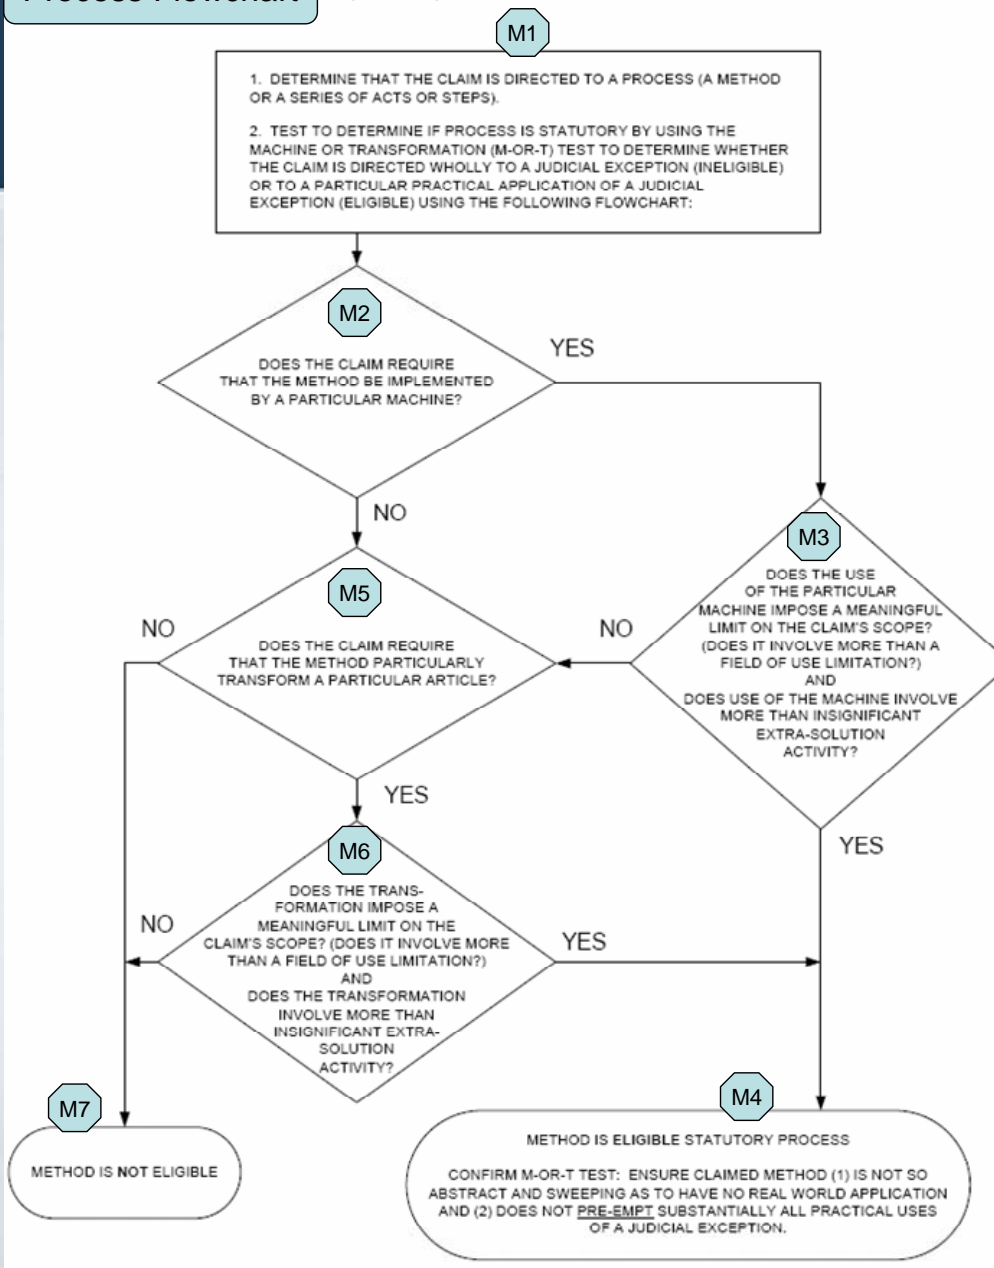 Process Flowchart
M1
1. DETERMINE THAT THE CLAIM IS DIRECTED TO A PROCESS (A METHOD
OR A SERIES OF ACTS OR STEPS).
2. TEST TO DETERMINE IF PROCESS IS STATUTORY BY USING THE
MACHINE OR TRANSFORMATION (M-OR-T) TEST TO DETERMINE WHETHER
THE CLAIM IS DIRECTED WHOLLY TO A JUDICIAL EXCEPTION (INELIGIBLE)
OR TO A PARTICULAR PRACTICAL APPLICATION OF A JUDICIAL
EXCEPTION (ELIGIBLE) USING THE FOLLOWING FLOWCHART:
M2
DOES THE CLAIM REQUIRE
THAT THE METHOD BE IMPLEMENTED
BY A PARTICULAR MACHINE?
YES
NO
M3
DOES THE USE
OF THE PARTICULAR
MACHINE IMPOSE A MEANINGFUL
LIMIT ON THE CLAIM'S SCOPE?
(DOES IT INVOLVE MORE THAN A
FIELD OF USE LIMITATION?)
AND
DOES USE OF THE MACHINE INVOLVE
MORE THAN INSIGNIFICANT
EXTRA-SOLUTION
ACTIVITY?
NO
YES
M5
DOES THE CLAIM REQUIRE
THAT THE METHOD PARTICULARLY
TRANSFORM A PARTICULAR ARTICLE?
NO
YES
M6
DOES THE TRANS-
FORMATION IMPOSE A
MEANINGFUL LIMIT ON THE
CLAIM'S SCOPE? (DOES IT INVOLVE MORE
THAN A FIELD OF USE LIMITATION?)
AND
DOES THE TRANSFORMATION
INVOLVE MORE THAN
INSIGNIFICANT EXTRA-
SOLUTION
ACTIVITY?
NO
YES
M7
METHOD IS NOT ELIGIBLE
M4
METHOD IS ELIGIBLE STATUTORY PROCESS
CONFIRM M-OR-T TEST: ENSURE CLAIMED METHOD (1) IS NOT SO
ABSTRACT AND SWEEPING AS TO HAVE NO REAL WORLD APPLICATION
AND (2) DOES NOT PRE-EMPT SUBSTANTIALLY ALL PRACTICAL USES
OF A JUDICIAL EXCEPTION.